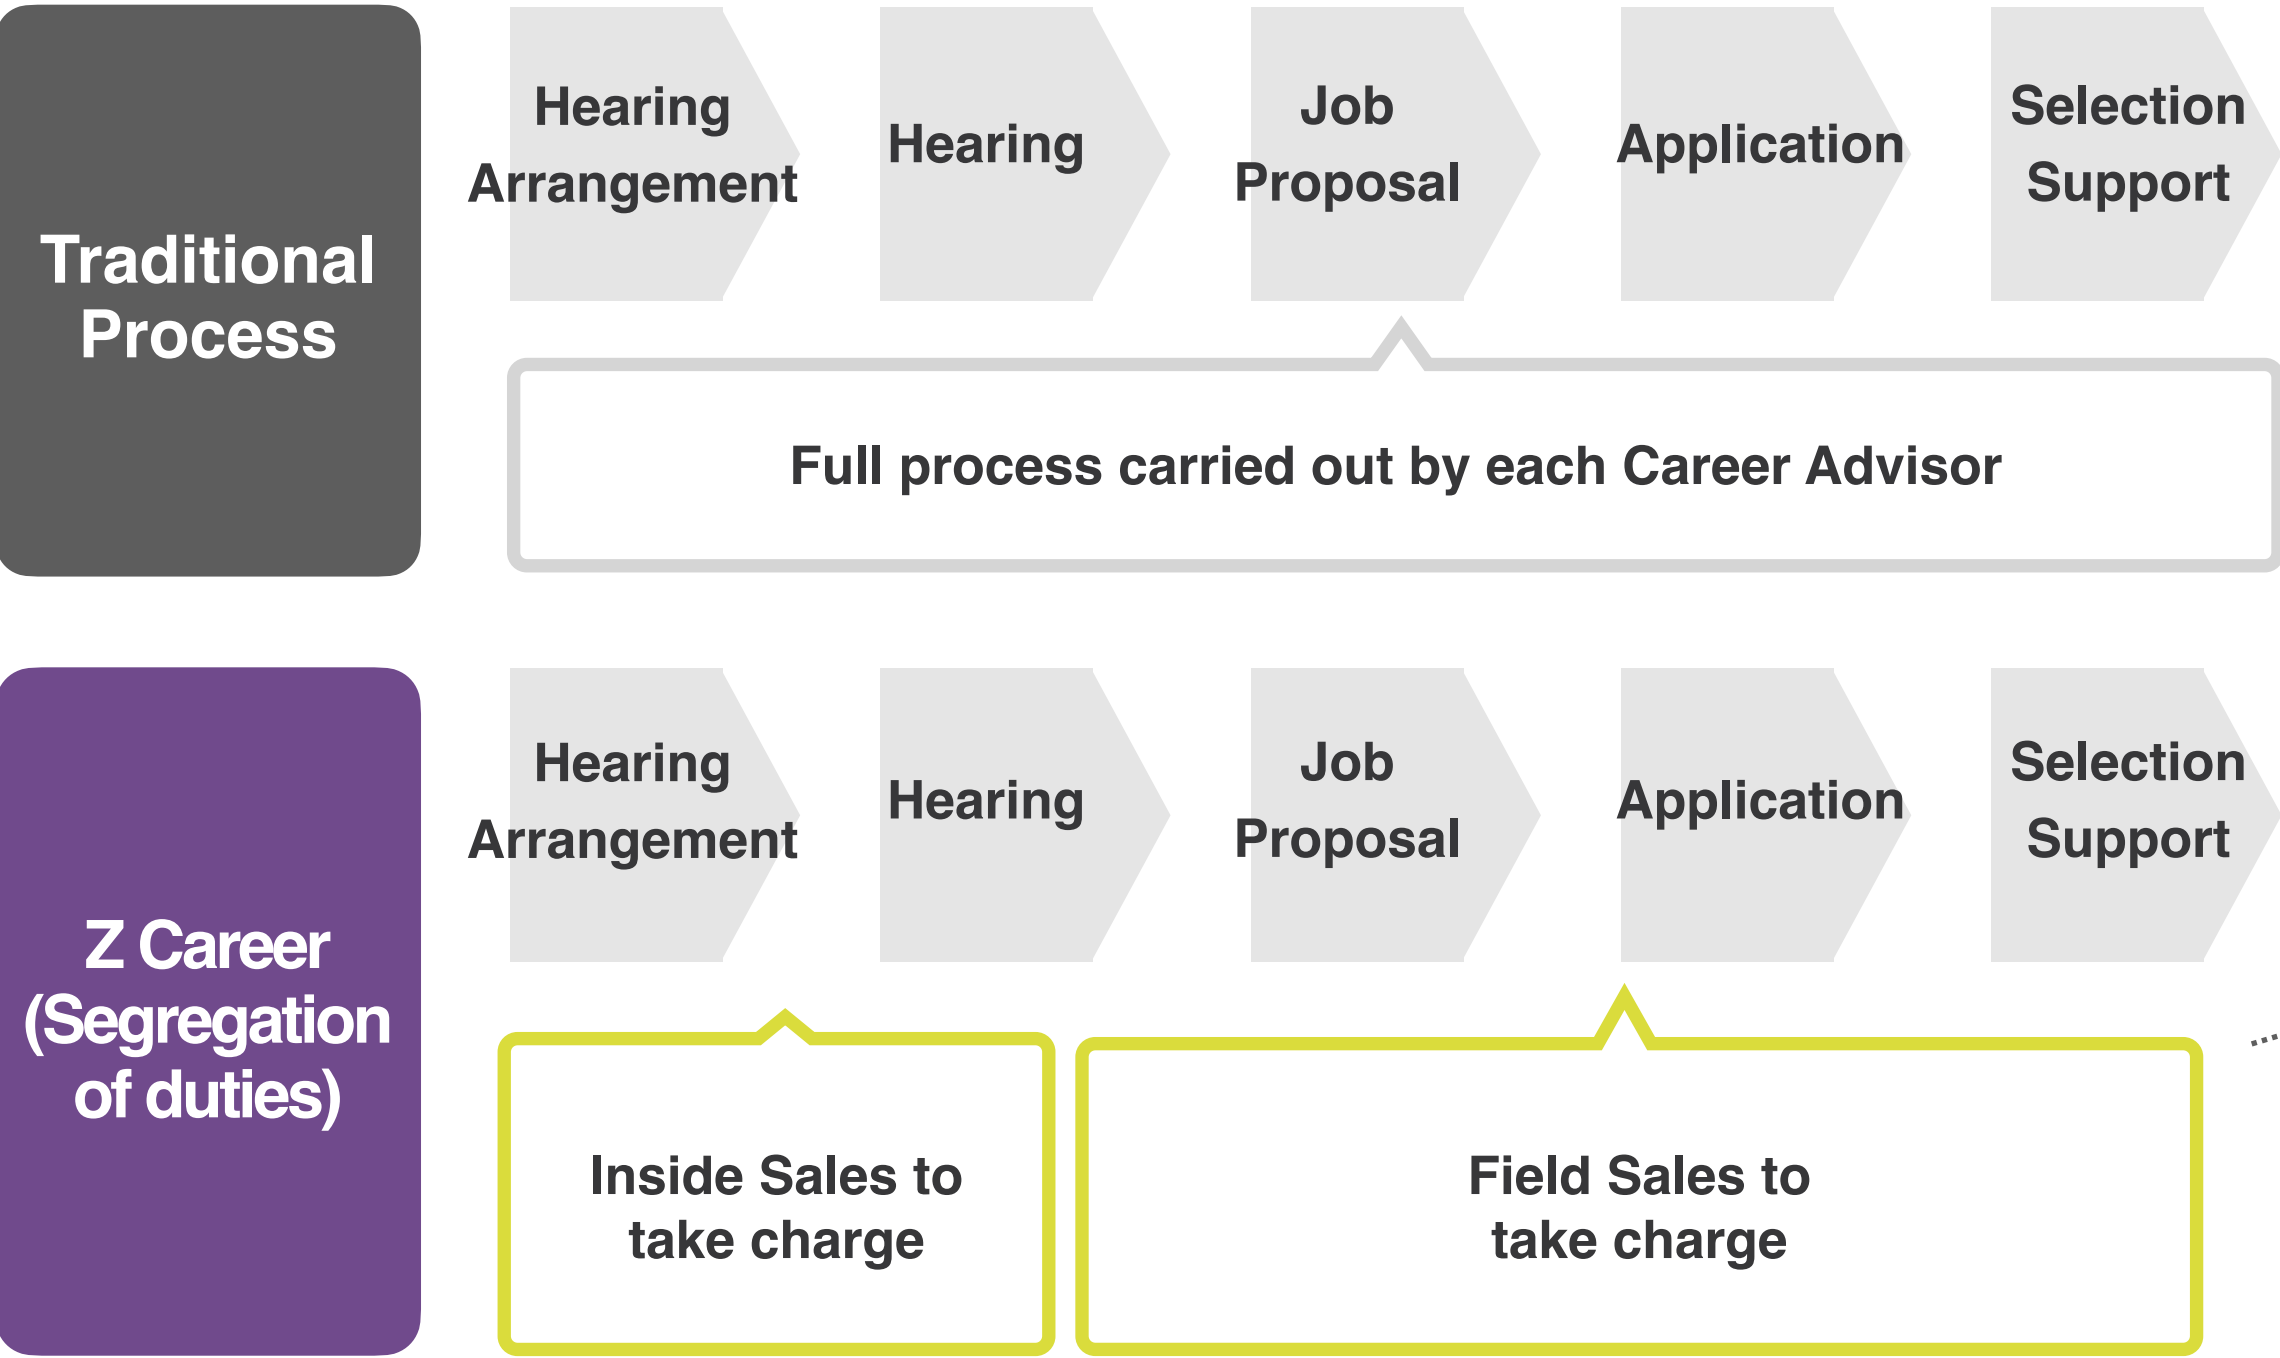 Traditional
Process
Hearing
Arrangement
Hearing
Job
Proposal
Application
Selection
Support
Full process carried out by each Career Advisor
Z Career
(Segregation
of duties)
Hearing
Arrangement
Hearing
Job
Proposal
Application
Selection
Support
Inside Sales to
take charge
Field Sales to
take charge